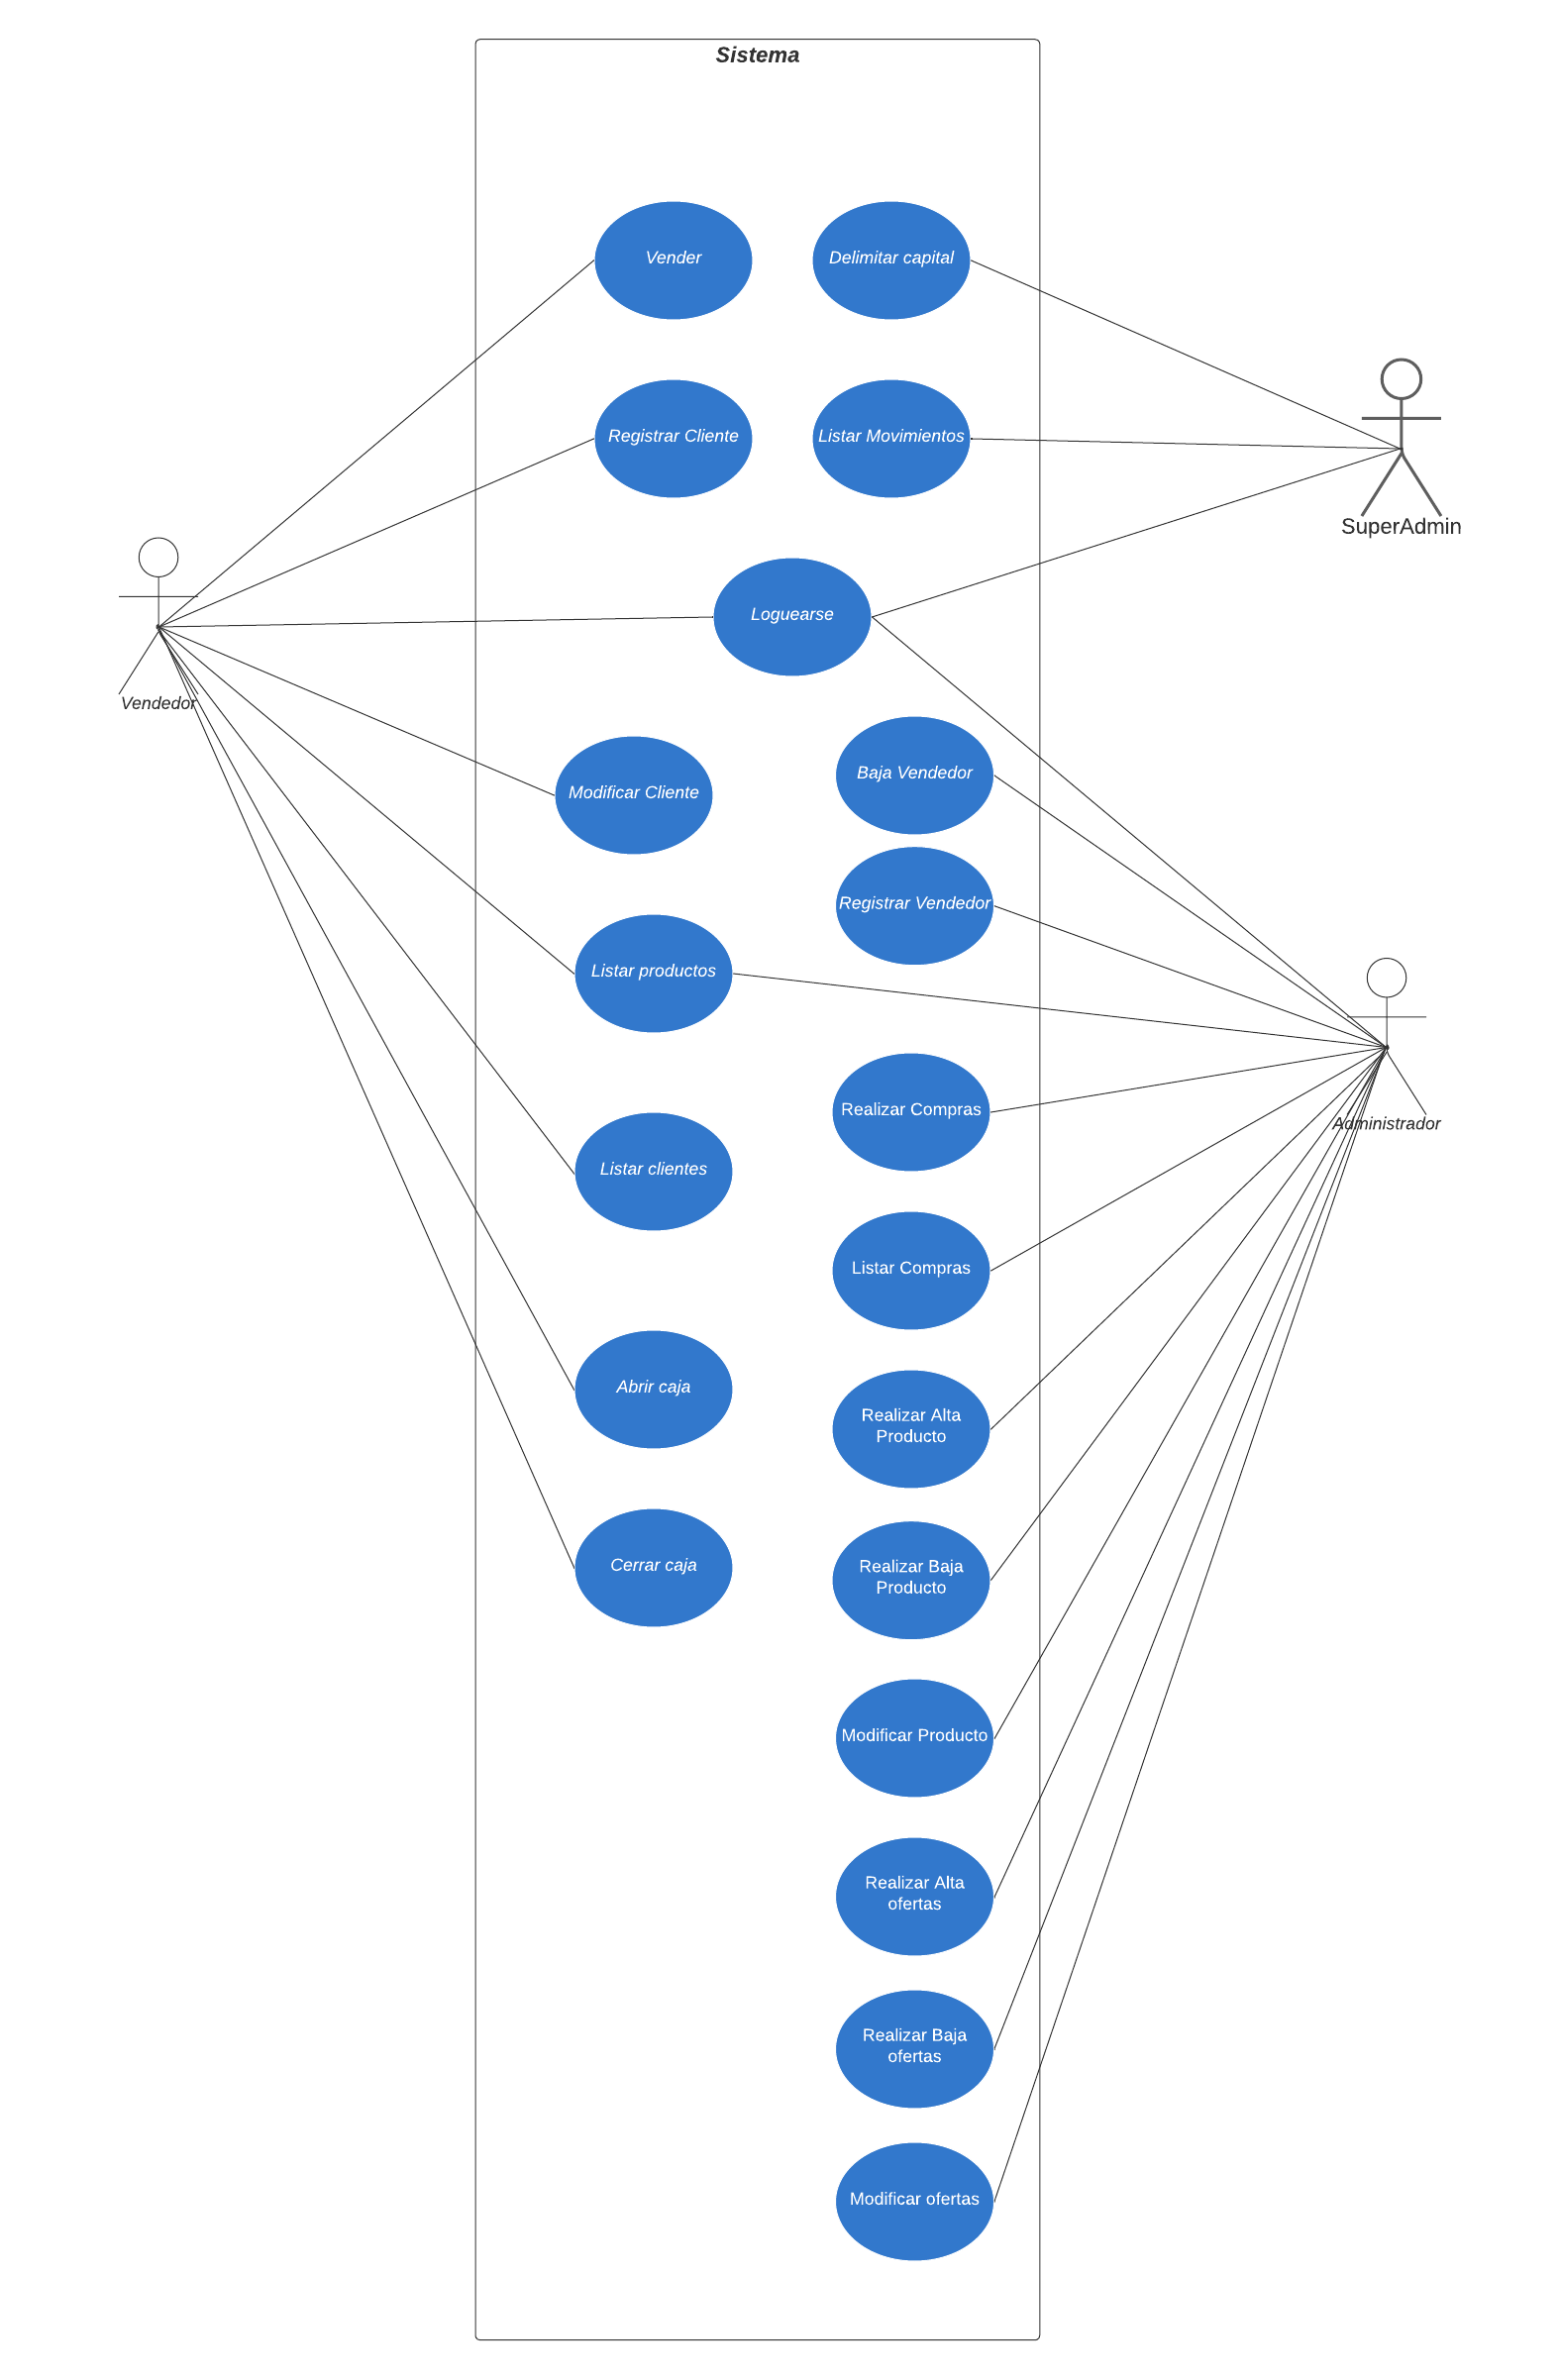 Sistema
Vender
Delimitar capital
Registrar Cliente
Listar Movimientos
SuperAdmin
Loguearse
Vendedor
Baja Vendedor
Modificar Cliente
Registrar Vendedor
Listar productos
Realizar Compras
Administrador
Listar clientes
Listar Compras
Abrir caja
Realizar Alta
Producto
Cerrar caja
Realizar Baja
Producto
Modificar Producto
Realizar Alta
ofertas
Realizar Baja
ofertas
Modificar ofertas